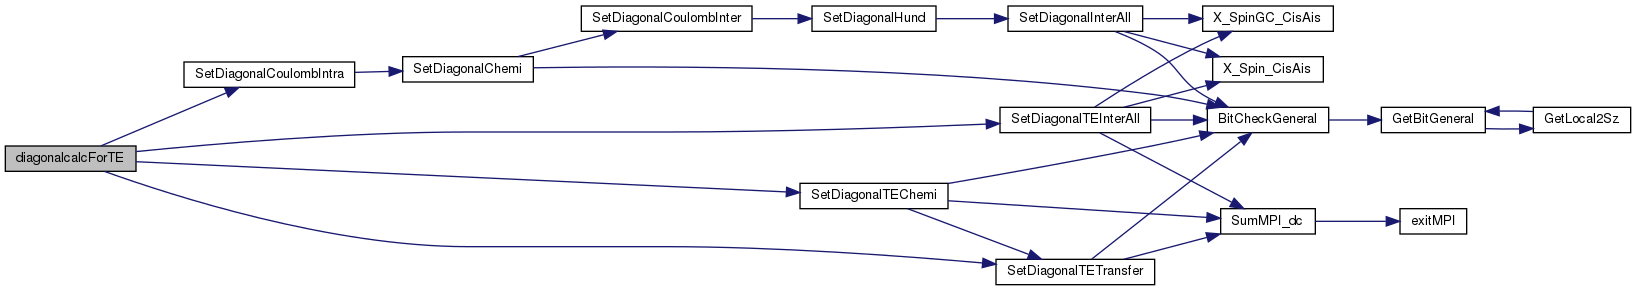 diagonalcalcForTE
SetDiagonalCoulombIntra
SetDiagonalChemi
SetDiagonalCoulombInter
SetDiagonalHund
SetDiagonalInterAll
X_SpinGC_CisAis
X_Spin_CisAis
SetDiagonalTEInterAll
BitCheckGeneral
GetBitGeneral
GetLocal2Sz
SetDiagonalTEChemi
SumMPI_dc
exitMPI
SetDiagonalTETransfer